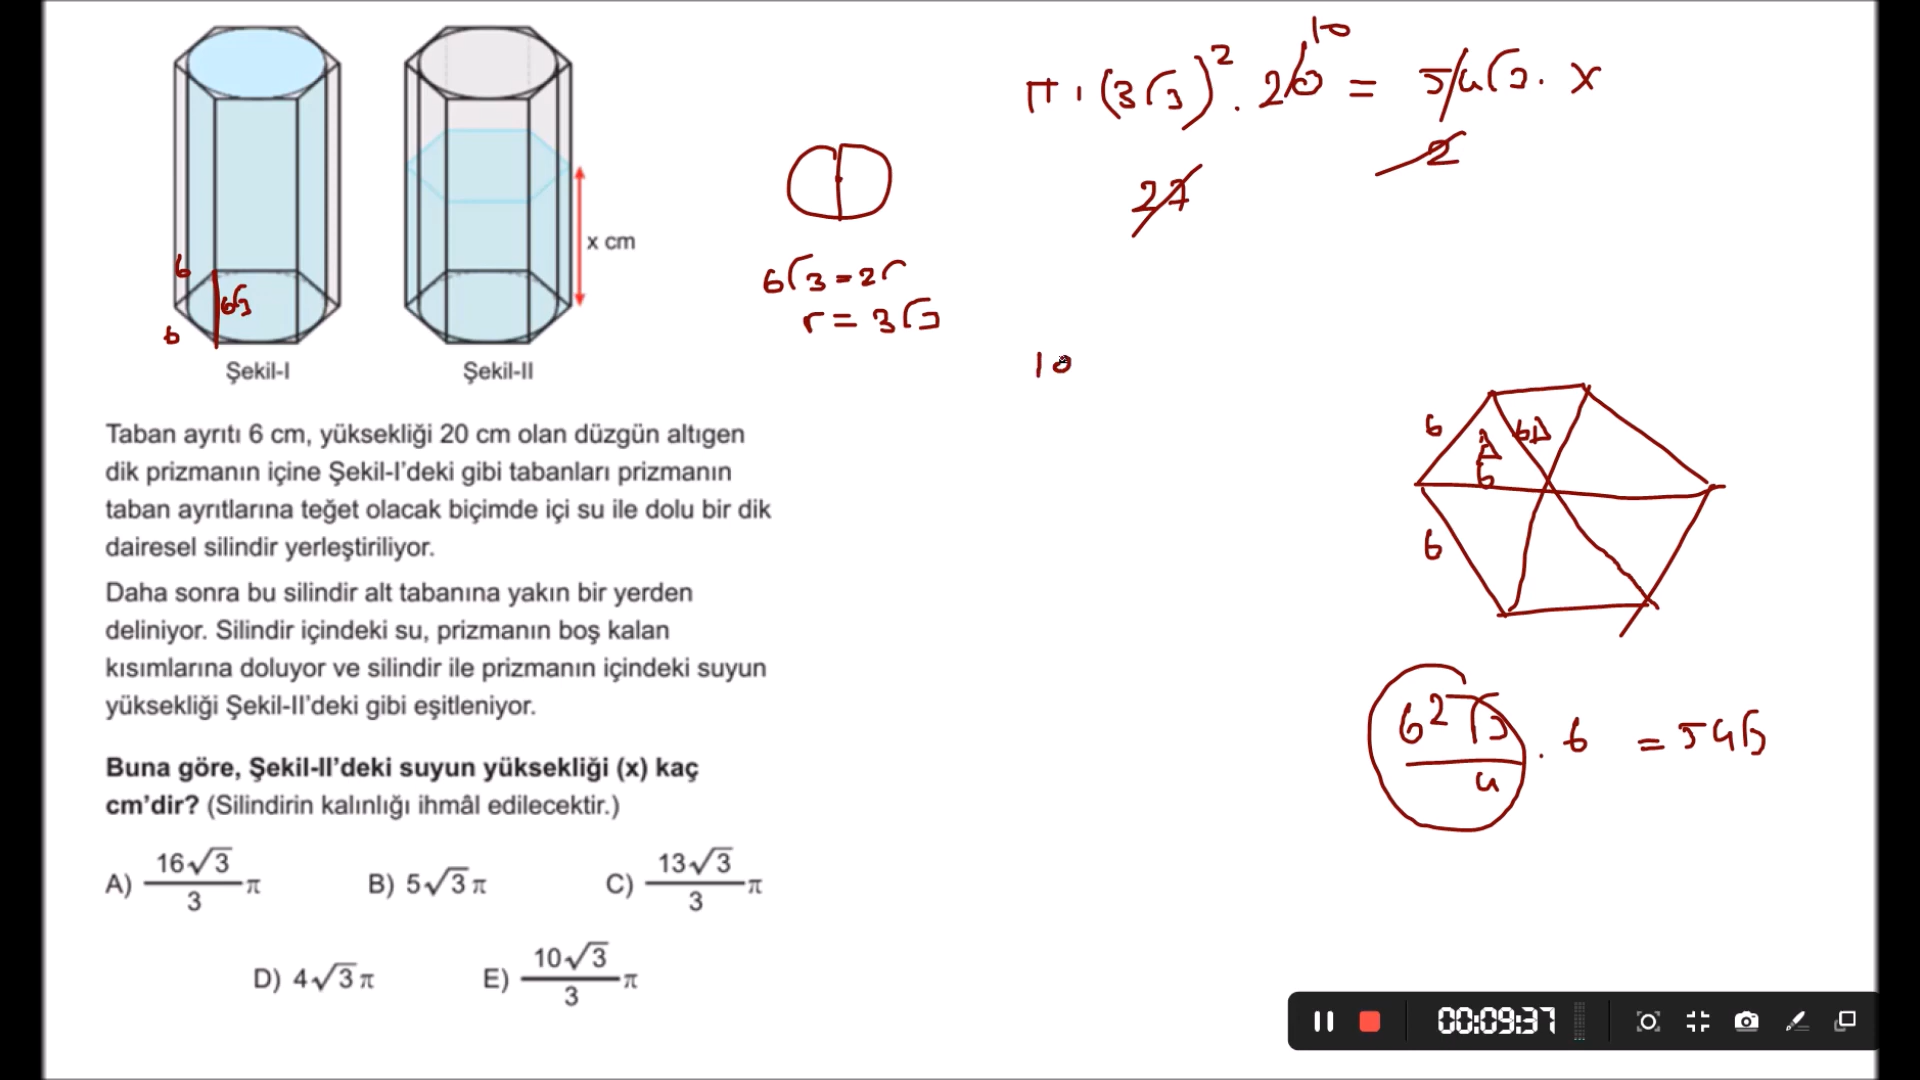 x cm
6
6√3
6
Şekil-I
Şekil-II
Taban ayrıtı 6 cm, yüksekliği 20 cm olan düzgün altıgen
dik prizmanın içine Şekil-I’deki gibi tabanları prizmanın
taban ayrıtlarına teğet olacak biçimde içi su ile dolu bir dik
dairesel silindir yerleştiriliyor.
Daha sonra bu silindir alt tabanına yakın bir yerden
deliniyor. Silindir içindeki su, prizmanın boş kalan
kısımlarına doluyor ve silindir ile prizmanın içindeki suyun
yüksekliği Şekil-II’deki gibi eşitleniyor.
Buna göre, Şekil-II’deki suyun yüksekliği (x) kaç
cm’dir? (Silindirin kalınlığı ihmâl edilecektir.)
A) 16√3/3 π
B) 5√3 π
C) 13√3/3 π
D) 4√3 π
E) 10√3/3 π
6√3 = 2r
r = 3√3
10
π . (3√3)² . 20 = 54√3 . x
27
2
10
6
6
6
6
6²√3/4 . 6 = 54√3
00:09:37